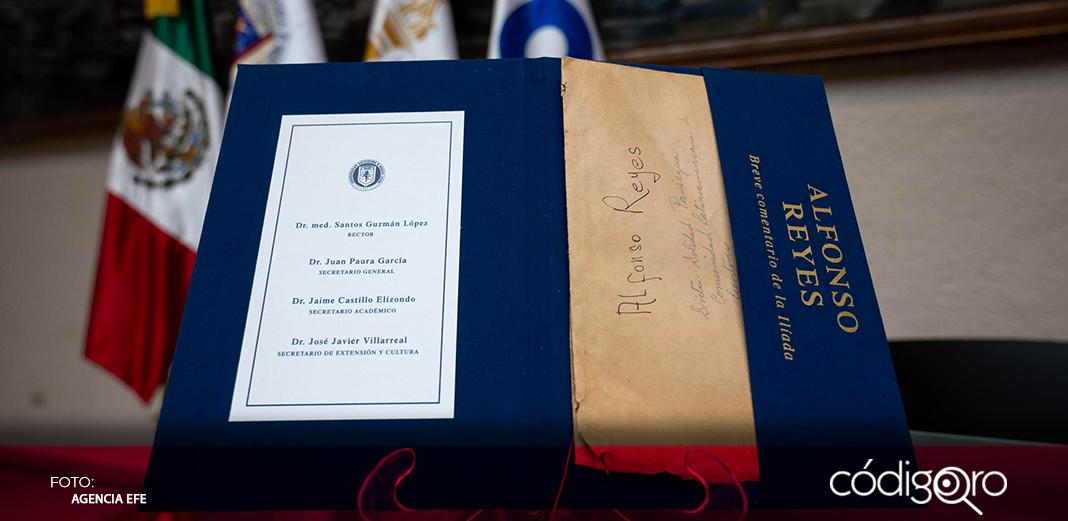 Dr. med. Santos Guzmán López
RECTOR
Dr. Juan Paura García
SECRETARIO GENERAL
Dr. Jaime Castillo Elizondo
SECRETARIO ACADÉMICO
Dr. José Javier Villarreal
SECRETARIO DE EXTENSIÓN Y CULTURA
Alfonso Reyes
ALFONSO
REYES
Breve comentario de la Ilíada
FOTO:
AGENCIA EFE
códigoqro